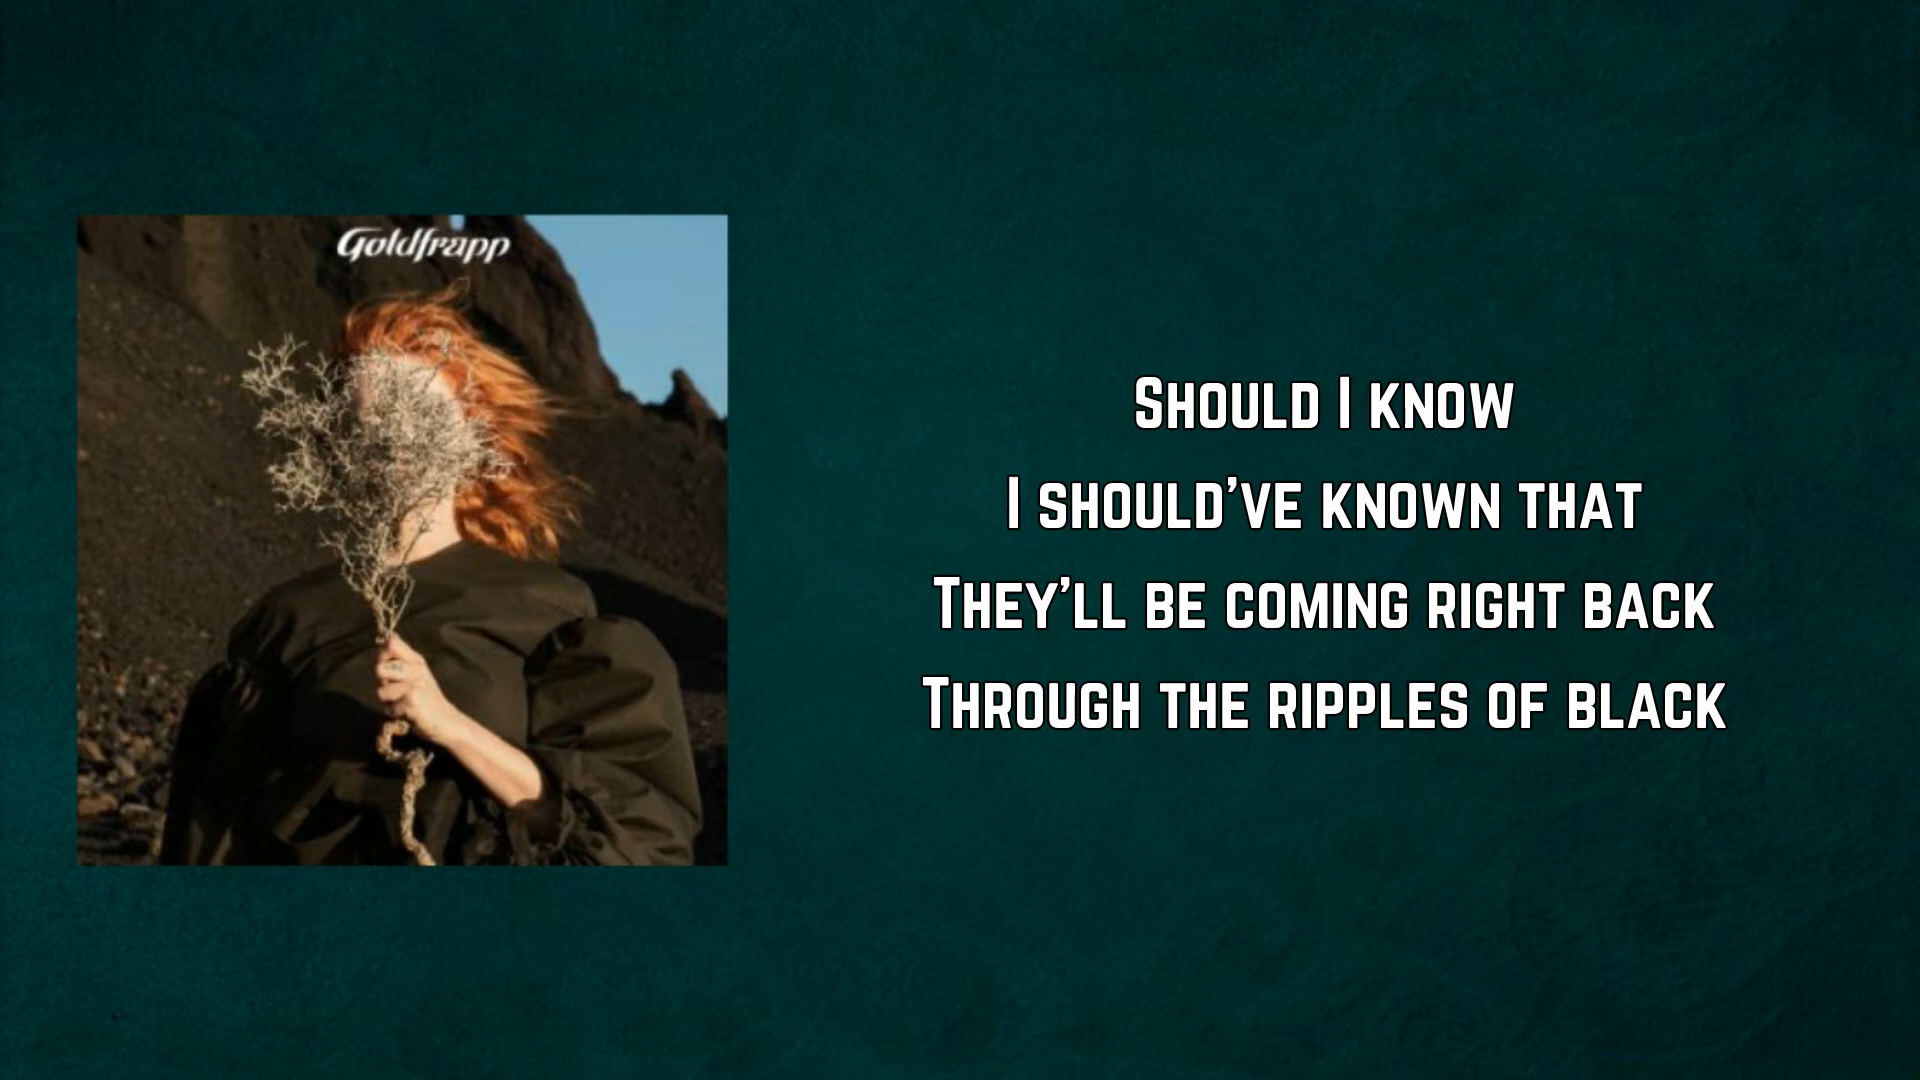 Goldfrapp
Should I know
I should've known that
They'll be coming right back
Through the ripples of black